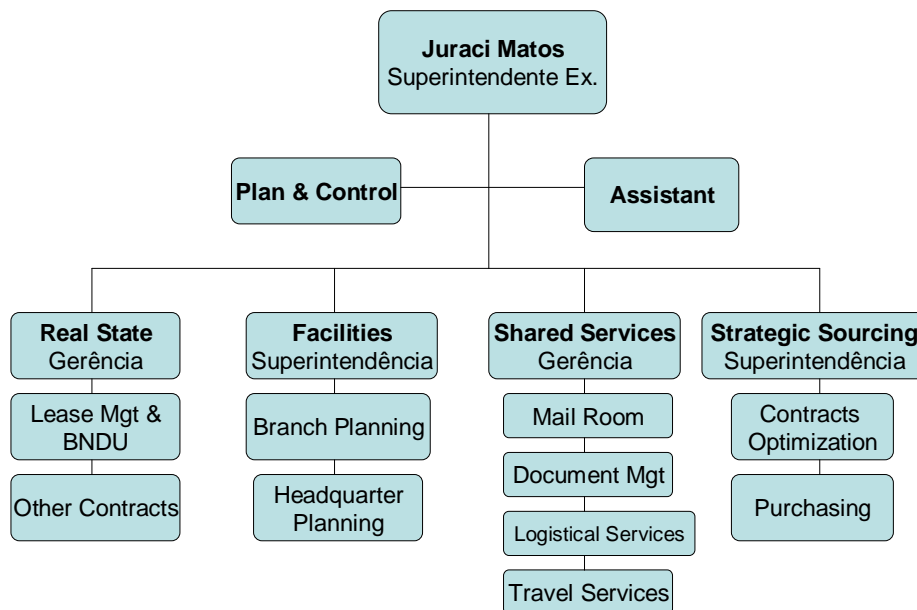 Juraci Matos
Superintendente Ex.
Plan & Control
Assistant
Real State
Gerência
Lease Mgt &
BNDU
Other Contracts
Facilities
Superintendência
Branch Planning
Headquarter
Planning
Shared Services
Gerência
Mail Room
Document Mgt
Logistical Services
Travel Services
Strategic Sourcing
Superintendência
Contracts
Optimization
Purchasing